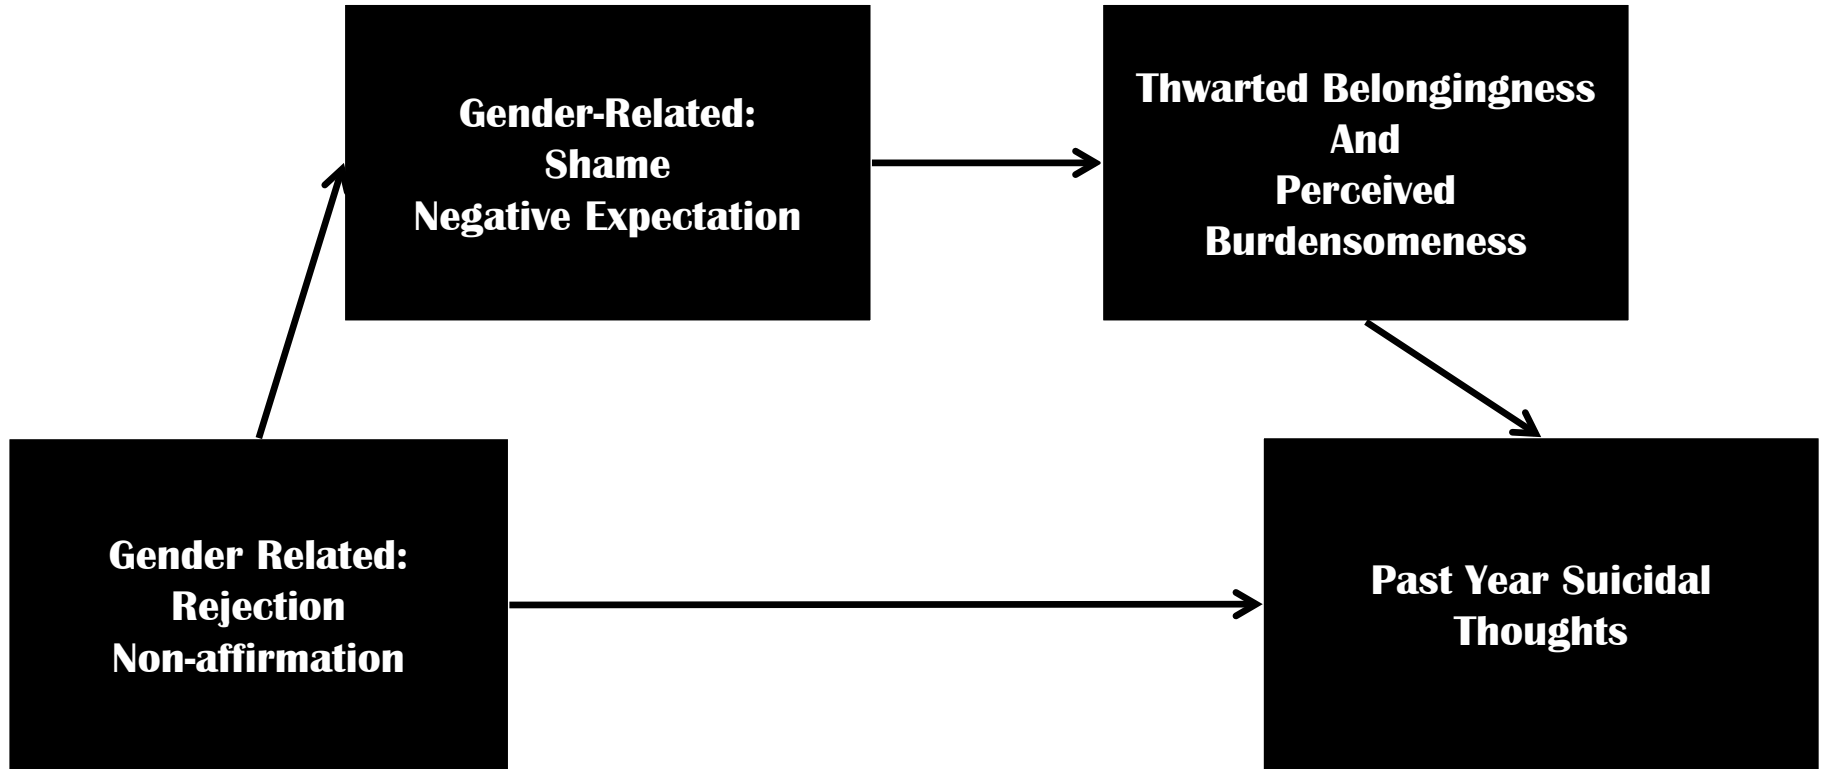 Gender-Related:
Shame
Negative Expectation
Thwarted Belongingness
And
Perceived
Burdensomeness
Gender Related:
Rejection
Non-affirmation
Past Year Suicidal
Thoughts